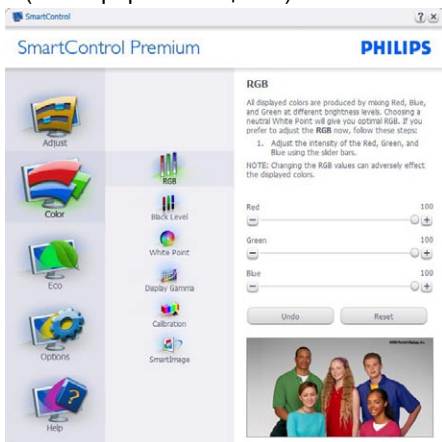 SmartControl
SmartControl Premium
PHILIPS
Adjust
Color
Eco
Options
Help
RGB
Black Level
White Point
Display Gamma
Calibration
SmartImage
RGB
All displayed colors are produced by mixing Red, Blue,
and Green at different brightness levels. Choosing a
neutral White Point will give you optimal RGB. If you
prefer to adjust the RGB now, follow these steps:
1. Adjust the intensity of the Red, Green, and
Blue using the slider bars.
NOTE: Changing the RGB values can adversely effect
the displayed colors.
Red 100
Green 100
Blue 100
Undo Reset